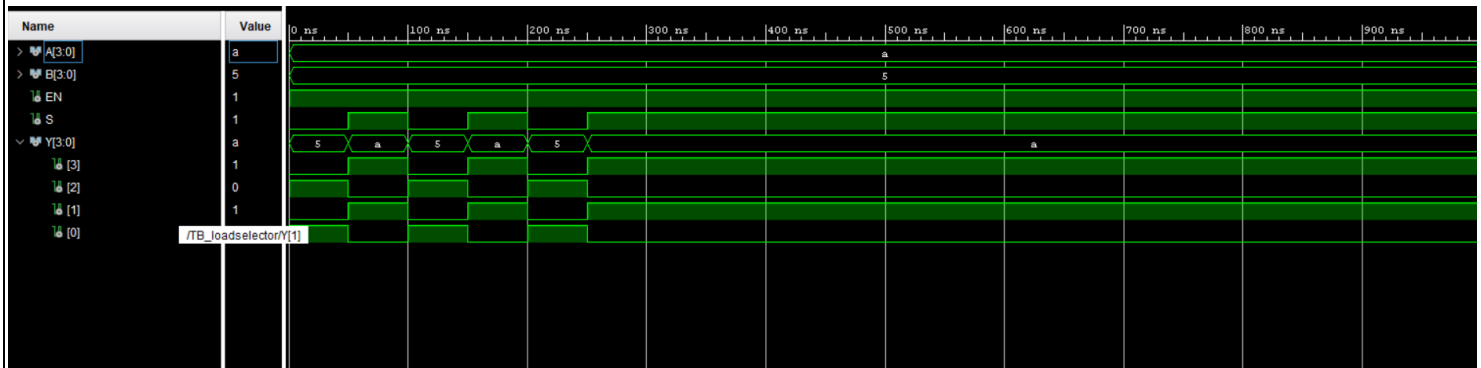 Name Value 0 ns 100 ns 200 ns 300 ns 400 ns 500 ns 600 ns 700 ns 800 ns 900 ns
A[3:0] a a
B[3:0] 5 5
EN 1
S 1
Y[3:0] a 5 a 5 a 5 a
[3] 1
[2] 0
[1] 1
[0] /TB_loadselector/Y[1]